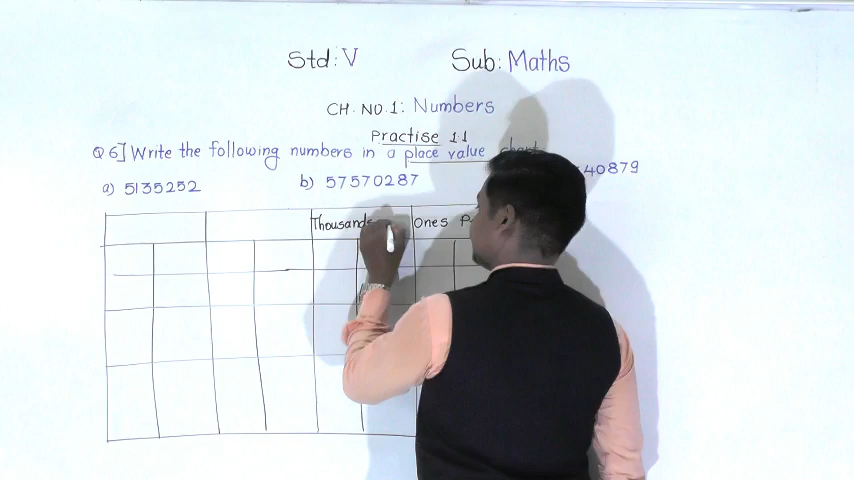 Std: V Sub: Maths
CH. NO. 1: Numbers
Practise 1.1
Q 6] Write the following numbers in a place value chart
a) 5135252 b) 57570287 40879
Thousands Ones